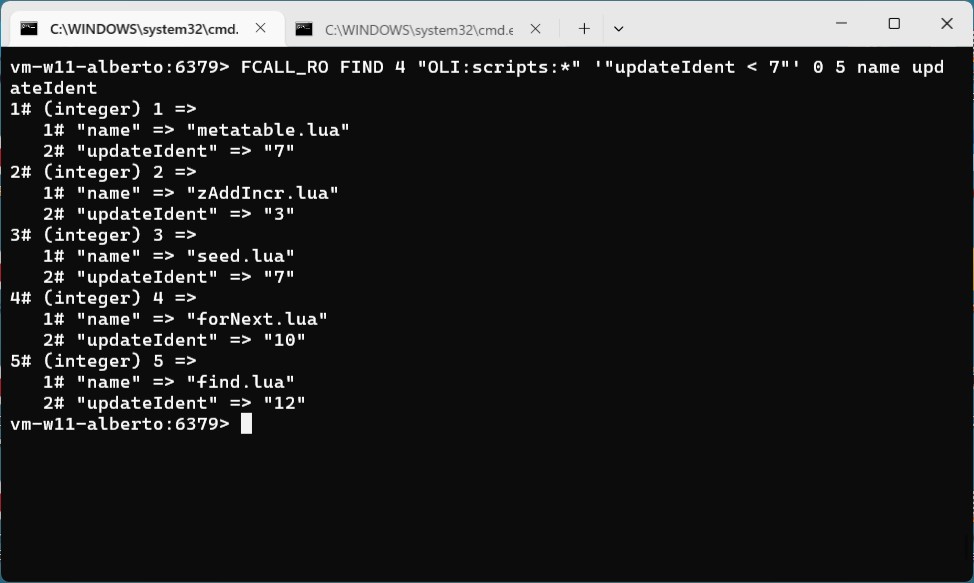 C:\WINDOWS\system32\cmd.
C:\WINDOWS\system32\cmd.e
vm-w11-alberto:6379> FCALL_RO FIND 4 "OLI:scripts:*" '"updateIdent < 7"' 0 5 name upd
ateIdent
1# (integer) 1 =>
   1# "name" => "metatable.lua"
   2# "updateIdent" => "7"
2# (integer) 2 =>
   1# "name" => "zAddIncr.lua"
   2# "updateIdent" => "3"
3# (integer) 3 =>
   1# "name" => "seed.lua"
   2# "updateIdent" => "7"
4# (integer) 4 =>
   1# "name" => "forNext.lua"
   2# "updateIdent" => "10"
5# (integer) 5 =>
   1# "name" => "find.lua"
   2# "updateIdent" => "12"
vm-w11-alberto:6379>